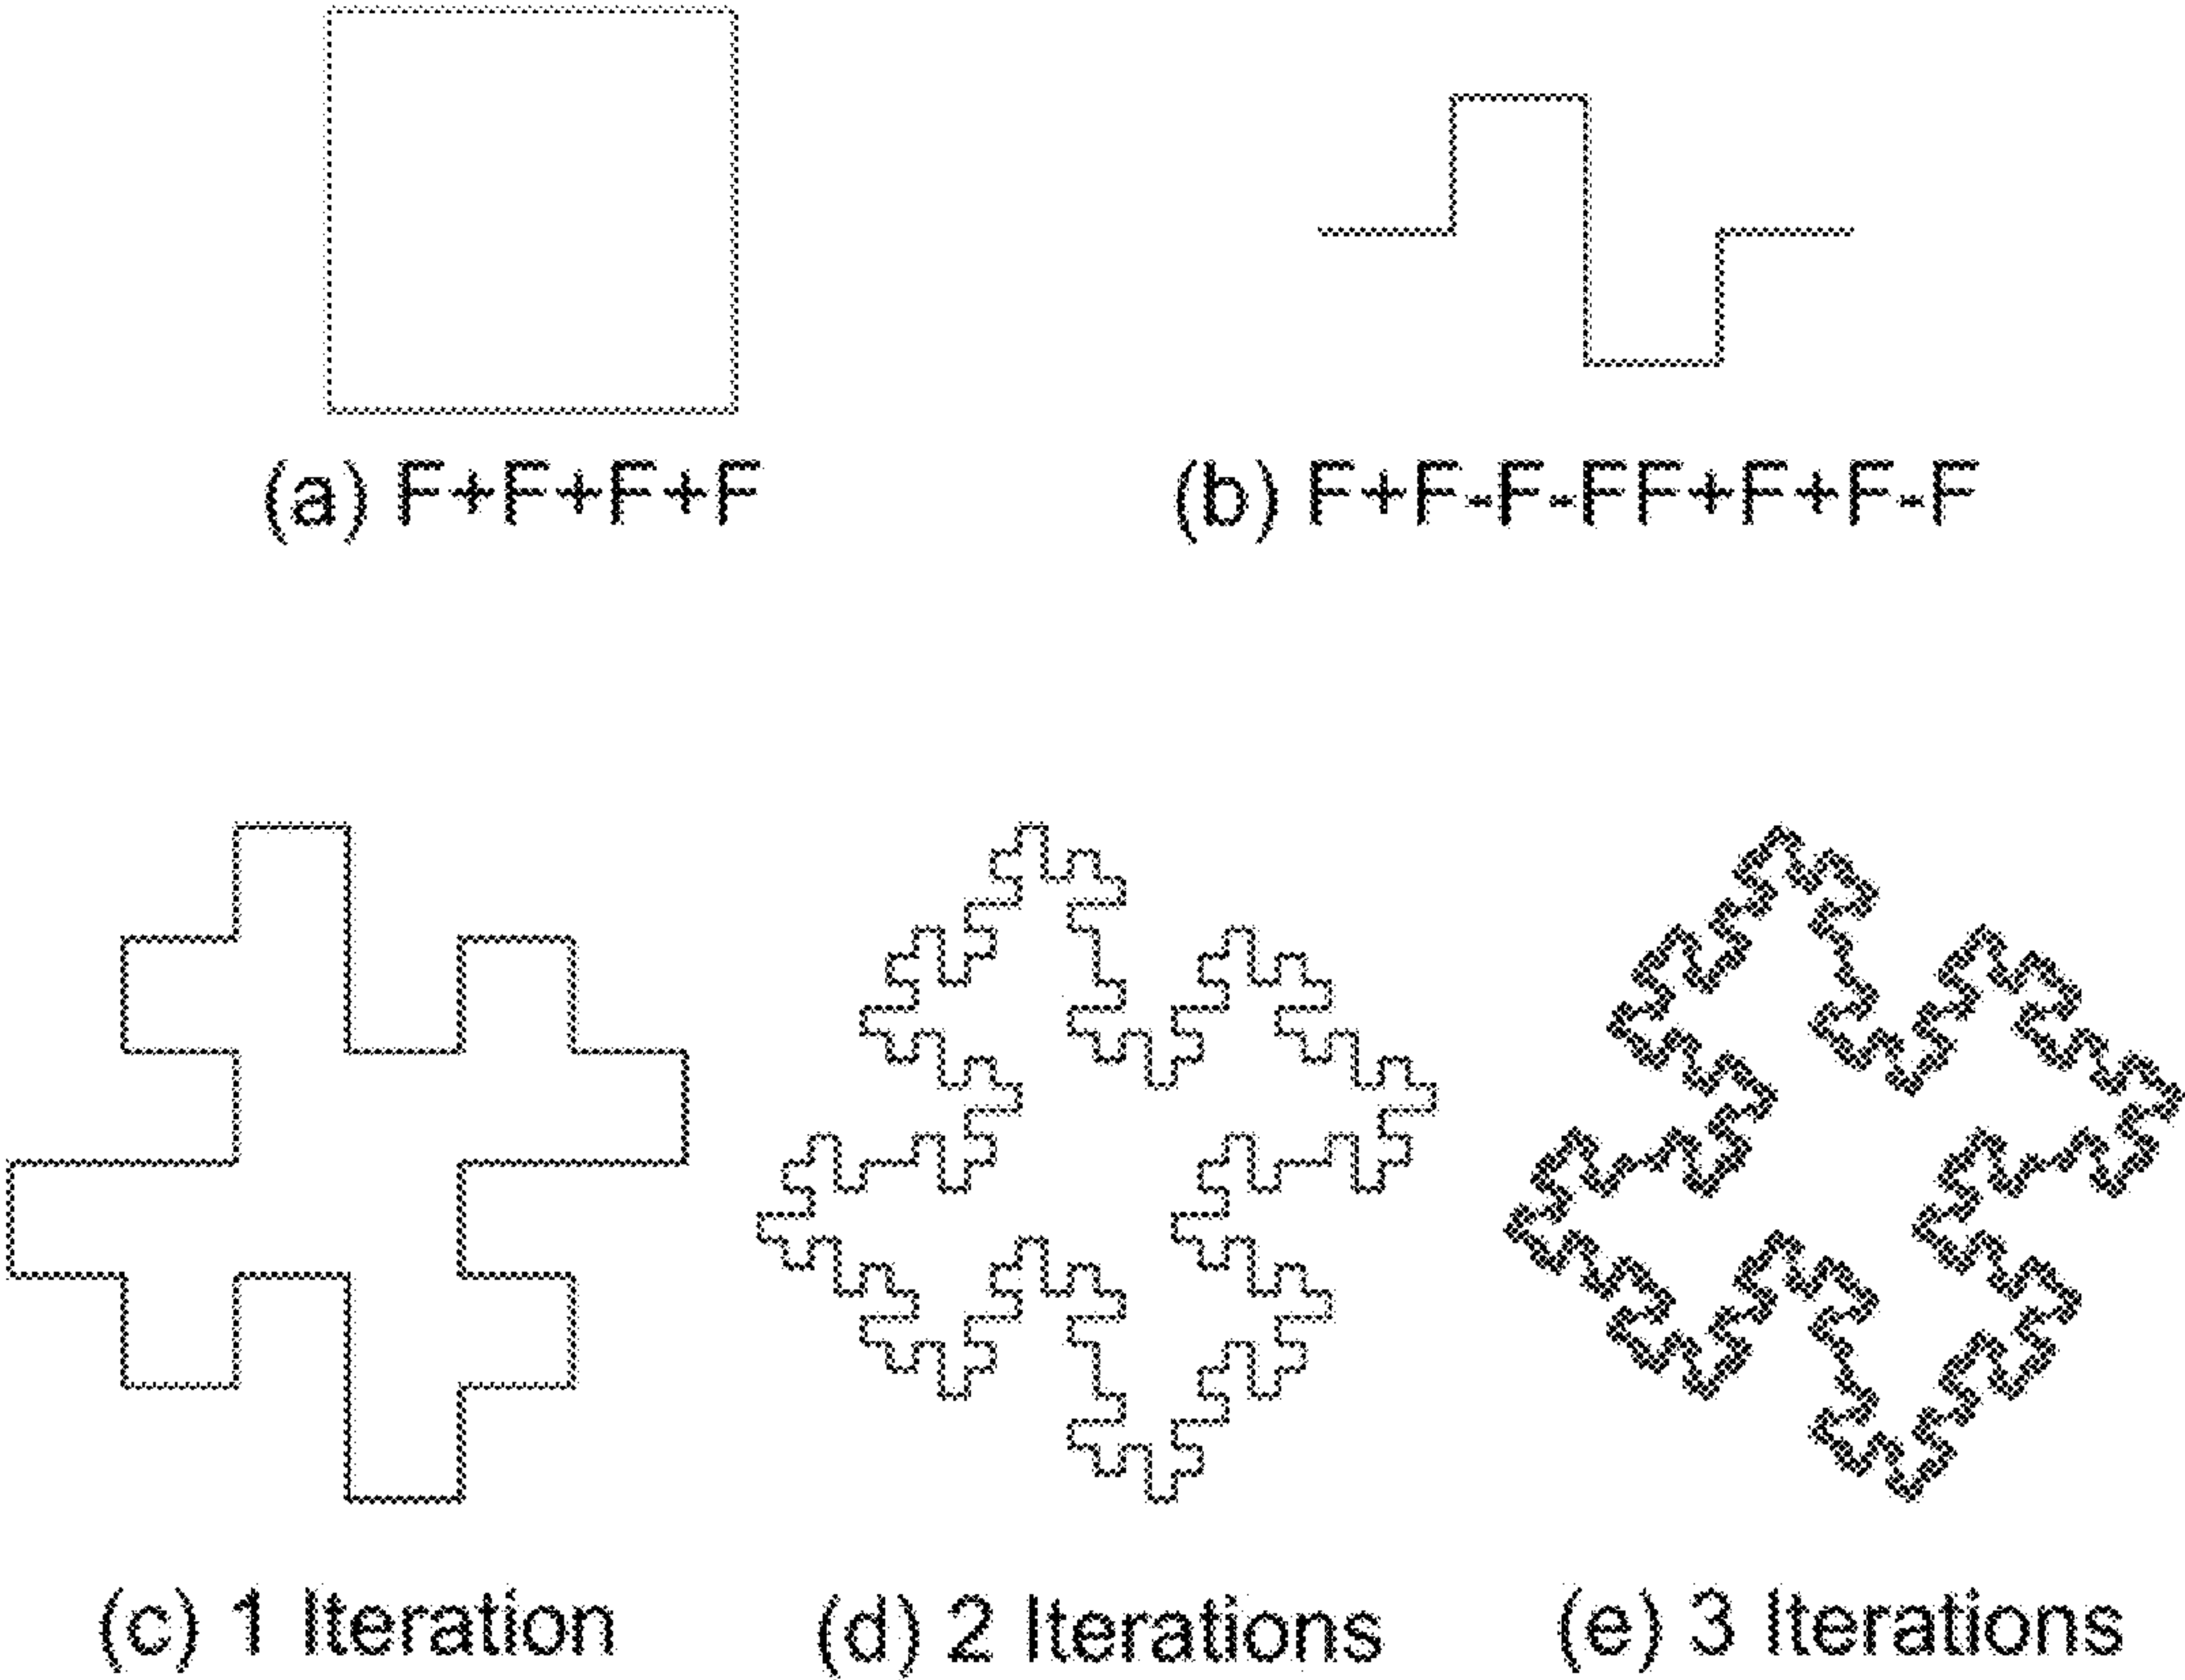 (a) F+F+F+F
(b) F+F-F-FF+F+F-F
(c) 1 Iteration
(d) 2 Iterations
(e) 3 Iterations